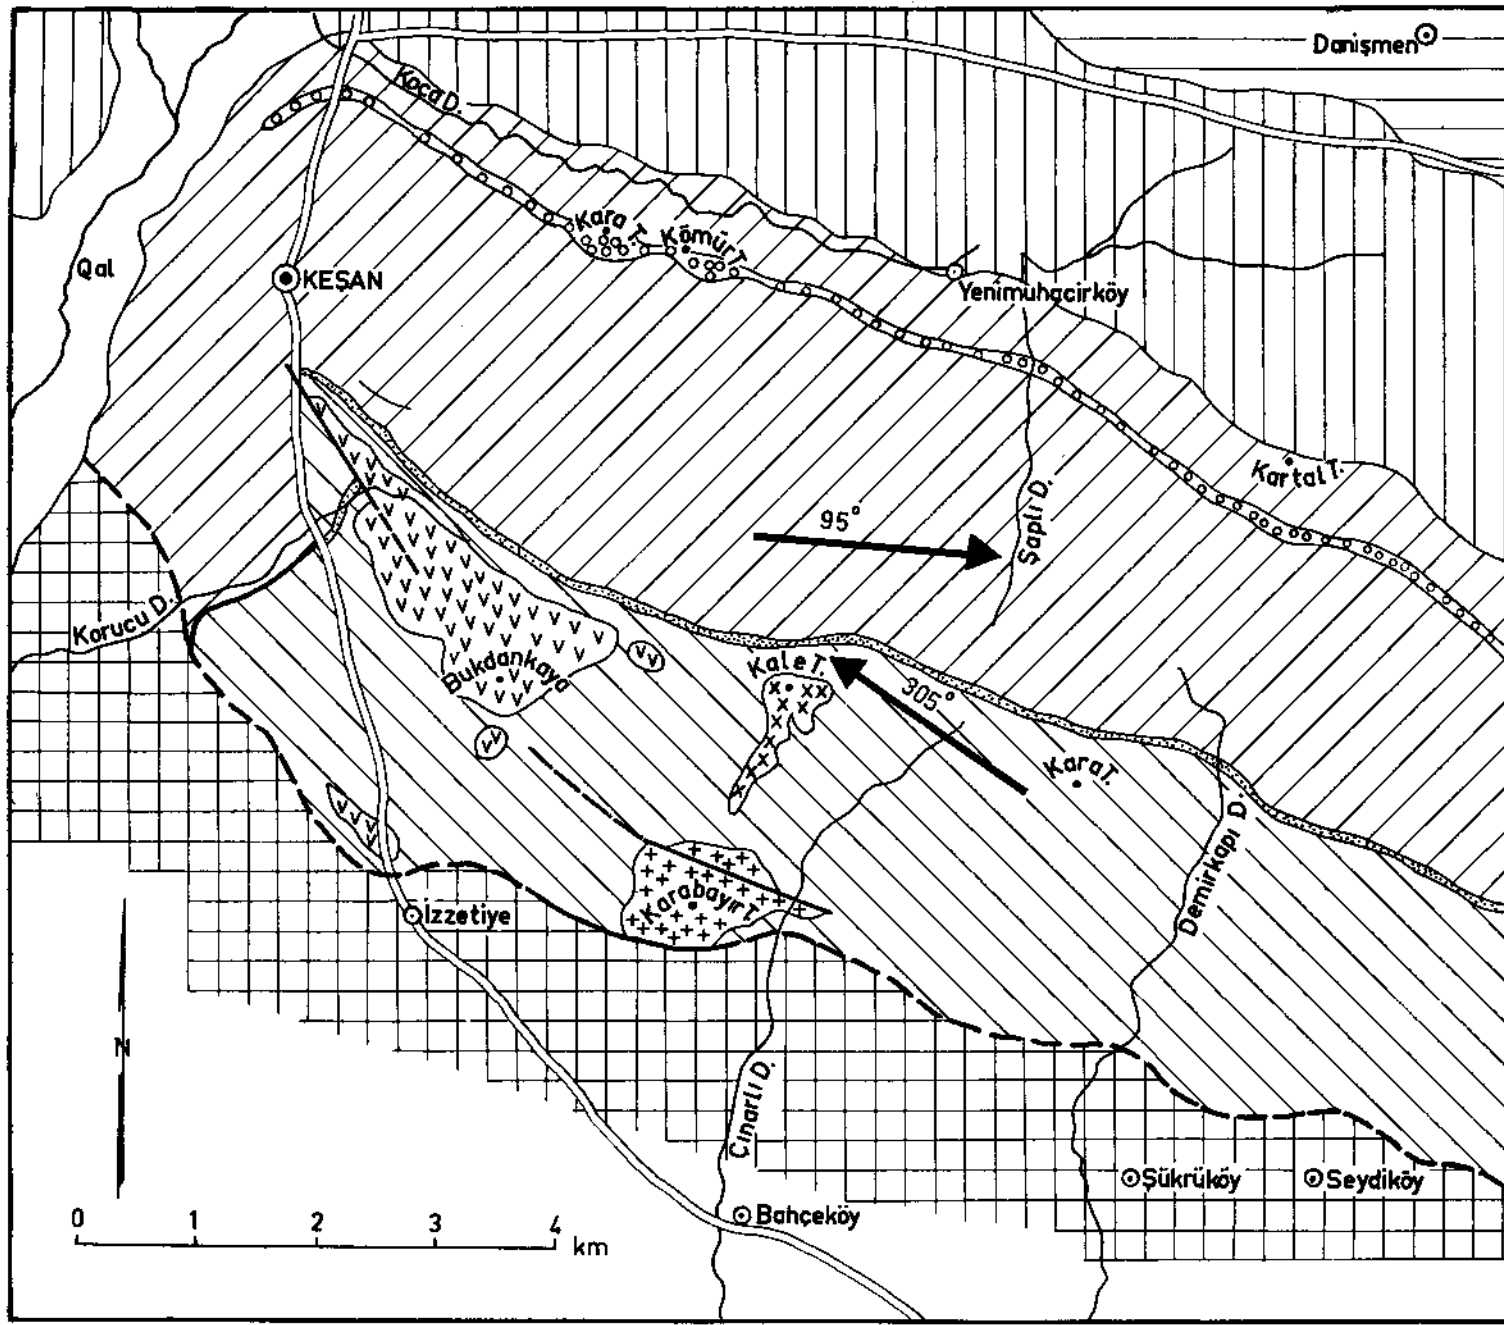 Danişmen
Koca D.
Kara T.
Kömür T.
Qal
KEŞAN
Yenimuhacirköy
Kartal T.
95°
Şaplı D.
Korucu D.
Kale T.
305°
Bukdankaya
Kara T.
Demirkapı D.
Karabayır T.
İzzetiye
N
Çınarlı D.
Şükrüköy
Seydiköy
Bahçeköy
0 1 2 3 4 km